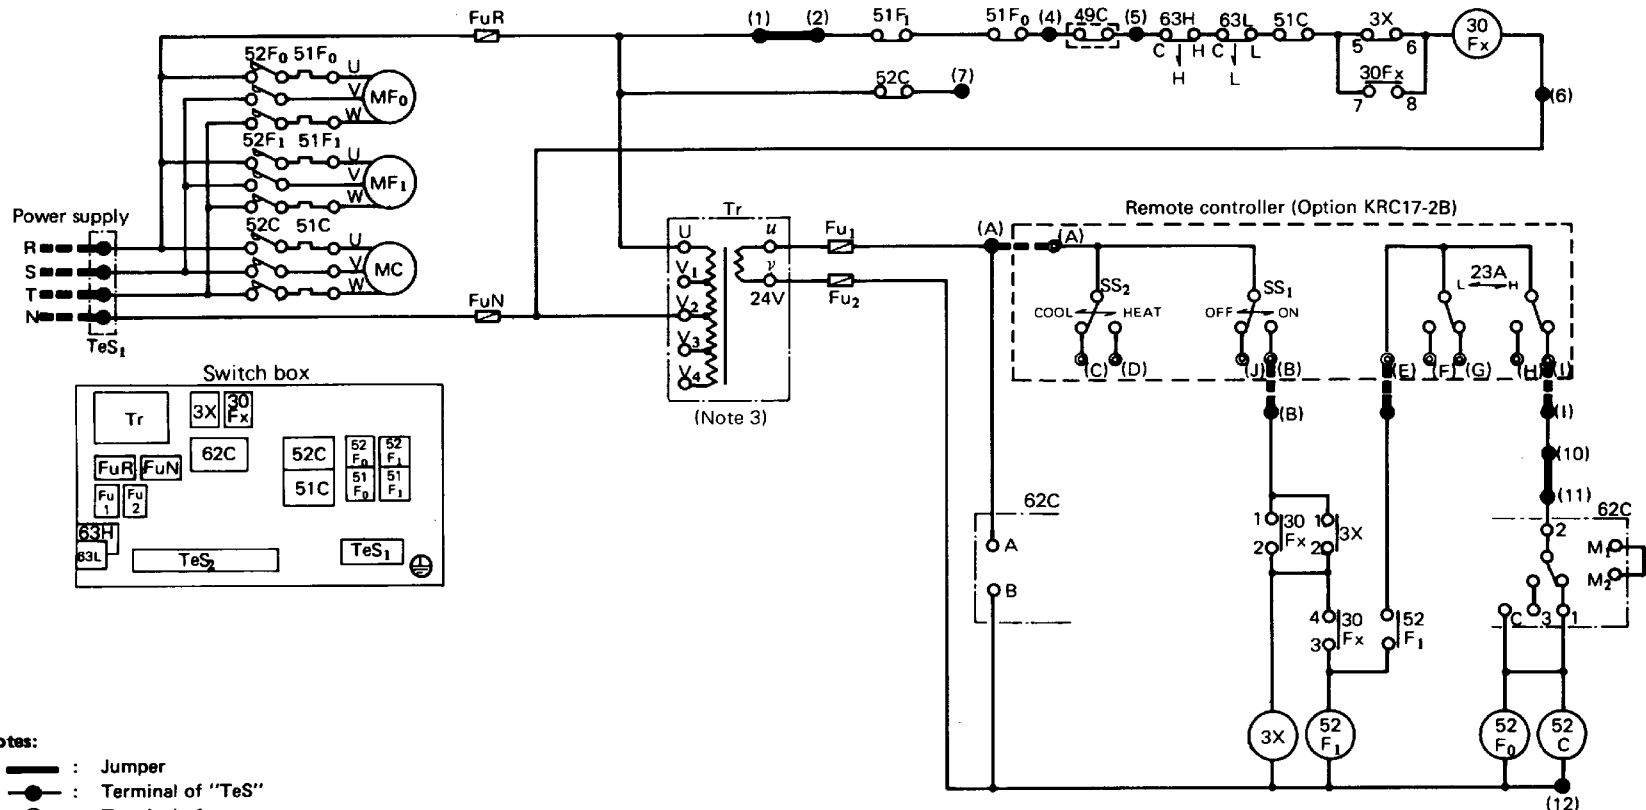 FuR
(1) (2) 51F1 51F0 (4) 49C (5) 63H 63L 51C 3X 30 Fx
C H C L 5 6
H L
30Fx
7 8
(6)
52C (7)
52F0 51F0
U
V
W
MF0
52F1 51F1
U
V
W
MF1
52C 51C
U
V
W
MC
Power supply
R
S
T
N
TeS1
FuN
Tr
U
V1
V2
V3
V4
u
v
24V
(Note 3)
Fu1
Fu2
Remote controller (Option KRC17-2B)
(A) (A)
SS2
COOL HEAT
(C) (D)
SS1
OFF ON
(J) (B)
23A
L H
(E) (F) (G) (H) (I)
(B) (I)
(10)
(11)
Switch box
Tr 3X 30 Fx
62C 52C 52 F0 52 F1
FuR FuN 51C 51 F0 51 F1
Fu 1 Fu 2
63H
63L
TeS2 TeS1
62C
A
B
1 30 1
2 Fx 2 3X
4 30 52
3 Fx F1
62C
2
M1
M2
C 3 1
3X 52 F1 52 F0 52 C
(12)
otes:
: Jumper
: Terminal of "TeS"